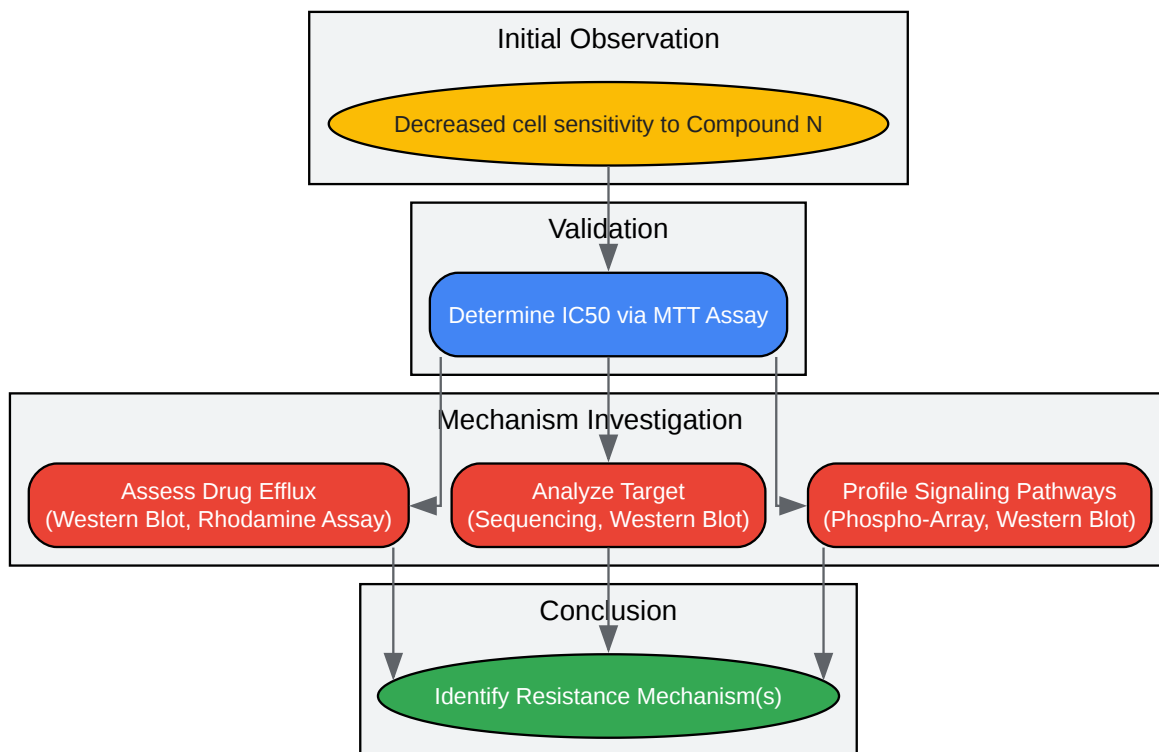 Initial Observation
Decreased cell sensitivity to Compound N
Validation
Determine IC50 via MTT Assay
Mechanism Investigation
Assess Drug Efflux
(Western Blot, Rhodamine Assay)
Analyze Target
(Sequencing, Western Blot)
Profile Signaling Pathways
(Phospho-Array, Western Blot)
Conclusion
Identify Resistance Mechanism(s)